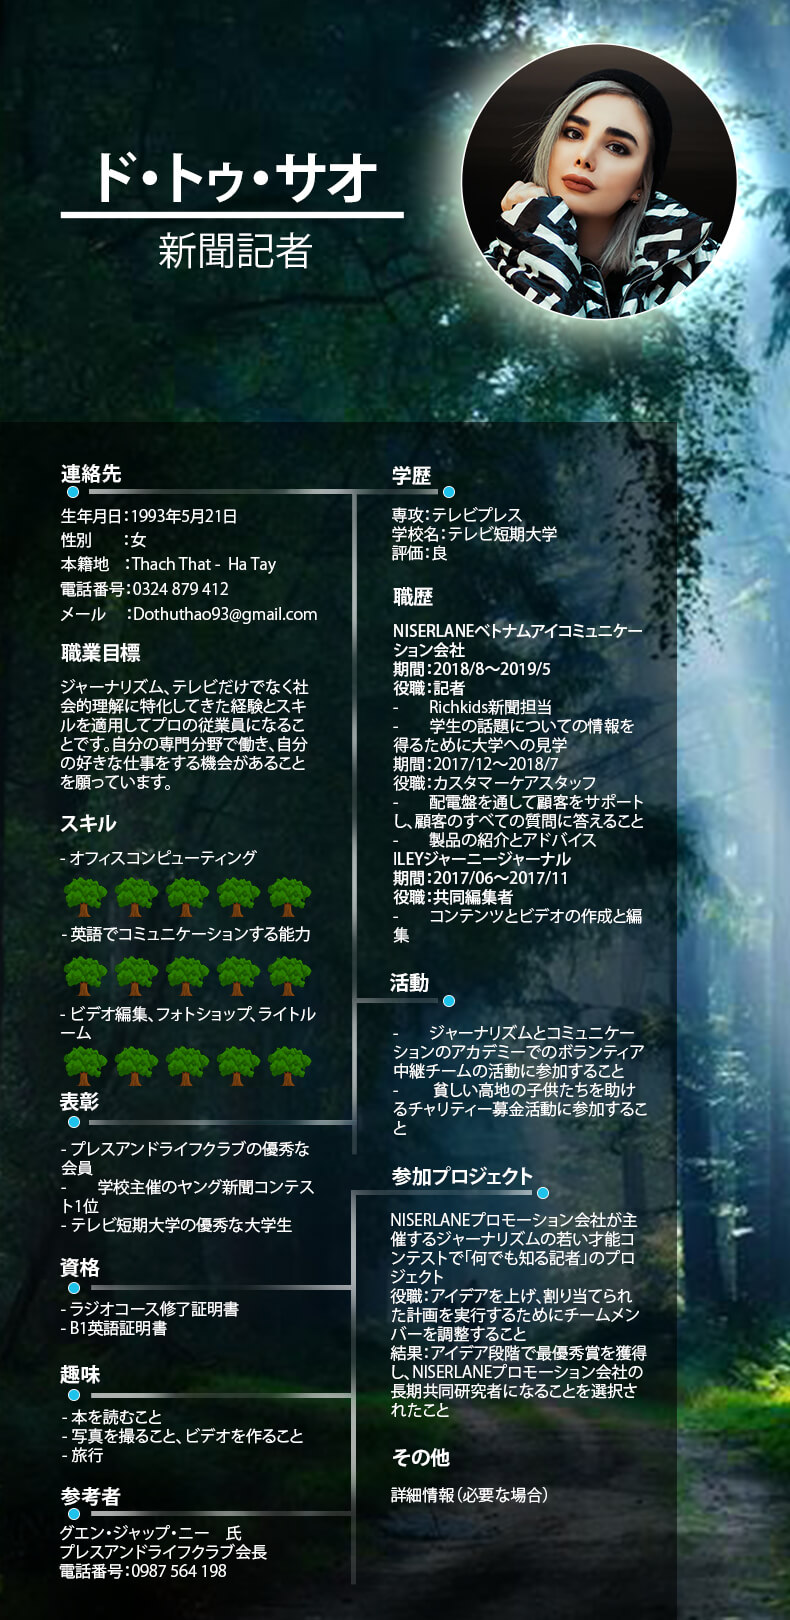 ド・トゥ・サオ
新聞記者
連絡先
生年月日：1993年5月21日
性別　　：女
本籍地　：Thach That - Ha Tay
電話番号：0324 879 412
メール　：Dothuthao93@gmail.com
職業目標
ジャーナリズム、テレビだけでなく社
会的理解に特化してきた経験とスキ
ルを適用してプロの従業員になるこ
とです。自分の専門分野で働き、自分
の好きな仕事をする機会があること
を願っています。
スキル
- オフィスコンピューティング
- 英語でコミュニケーションする能力
- ビデオ編集、フォトショップ、ライトル
ーム
表彰
- プレスアンドライフクラブの優秀な
会員
-　学校主催のヤング新聞コンテス
ト1位
- テレビ短期大学の優秀な大学生
資格
- ラジオコース修了証明書
- B1英語証明書
趣味
- 本を読むこと
- 写真を撮ること、ビデオを作ること
- 旅行
参考者
グエン・ジャップ・ニー　氏
プレスアンドライフクラブ会長
電話番号：0987 564 198
学歴
専攻：テレビプレス
学校名：テレビ短期大学
評価：良
職歴
NISERLANEベトナムアイコミュニケー
ション会社
期間：2018/8～2019/5
役職：記者
-　Richkids新聞担当
-　学生の話題についての情報を
得るために大学への見学
期間：2017/12～2018/7
役職：カスタマーケアスタッフ
-　配電盤を通して顧客をサポート
し、顧客のすべての質問に答えること
-　製品の紹介とアドバイス
ILEYジャーニージャーナル
期間：2017/06～2017/11
役職：共同編集者
-　コンテンツとビデオの作成と編
集
活動
-　ジャーナリズムとコミュニケー
ションのアカデミーでのボランティア
中継チームの活動に参加すること
-　貧しい高地の子供たちを助け
るチャリティー募金活動に参加するこ
と
参加プロジェクト
NISERLANEプロモーション会社が主
催するジャーナリズムの若い才能コ
ンテストで「何でも知る記者」のプロ
ジェクト
役職：アイデアを上げ、割り当てられ
た計画を実行するためにチームメン
バーを調整すること
結果：アイデア段階で最優秀賞を獲得
し、NISERLANEプロモーション会社の
長期共同研究者になることを選択さ
れたこと
その他
詳細情報（必要な場合）